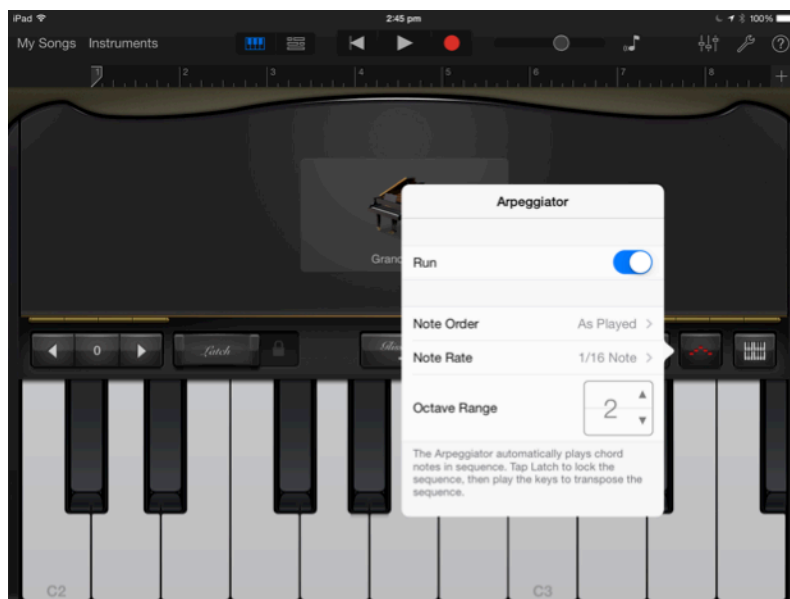 iPad 2:45 pm 100%
My Songs Instruments
1 2 3 4 5 6 7 8 +
Arpeggiator
Run
Note Order As Played >
0 Latch Note Rate 1/16 Note >
Octave Range 2
The Arpeggiator automatically plays chord
notes in sequence. Tap Latch to lock the
sequence, then play the keys to transpose the
sequence.
C2 C3